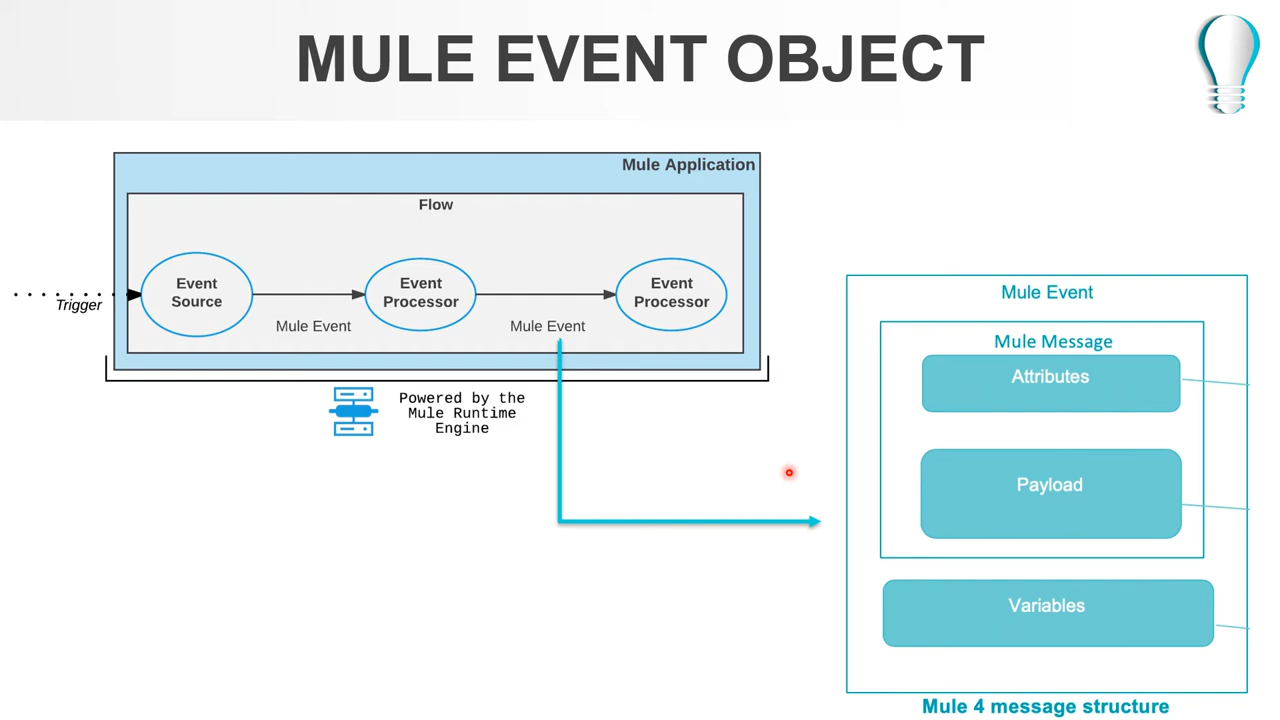 MULE EVENT OBJECT
Mule Application
Flow
Trigger
Event
Source
Mule Event
Event
Processor
Mule Event
Event
Processor
Powered by the
Mule Runtime
Engine
Mule Event
Mule Message
Attributes
Payload
Variables
Mule 4 message structure